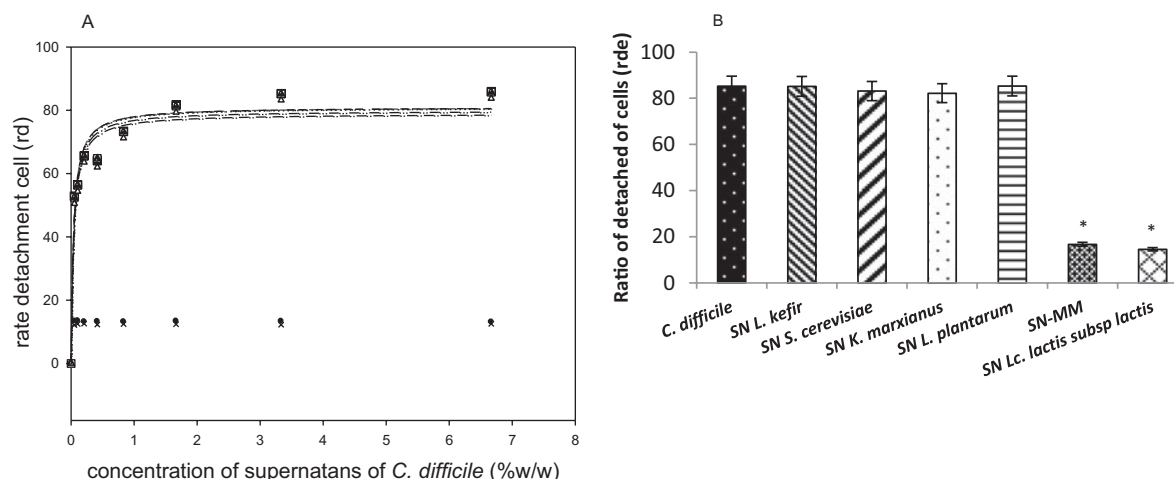 A
100
80
60
40
20
0
0 1 2 3 4 5 6 7 8
rate detachment cell (rd)
concentration of supernatans of C. difficile (%w/w)
B
100
80
60
40
20
0
Ratio of detached of cells (rde)
* *
C. difficile
SN L. kefir
SN S. cerevisiae
SN K. marxianus
SN L. plantarum
SN-MM
SN Lc. lactis subsp lactis